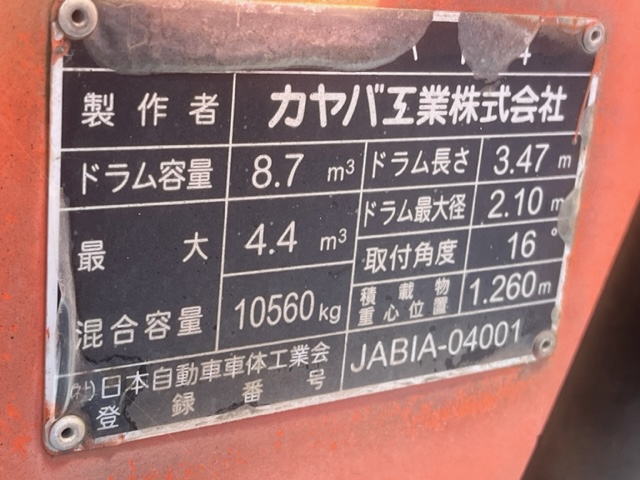 製作者 カヤバ工業株式会社
ドラム容量 8.7 m³ ドラム長さ 3.47 m
ドラム最大径 2.10 m
最大 4.4 m³ 取付角度 16°
混合容量 10560kg 積載物重心位置 1.260m
(社)日本自動車車体工業会
登録番号 JABIA-04001